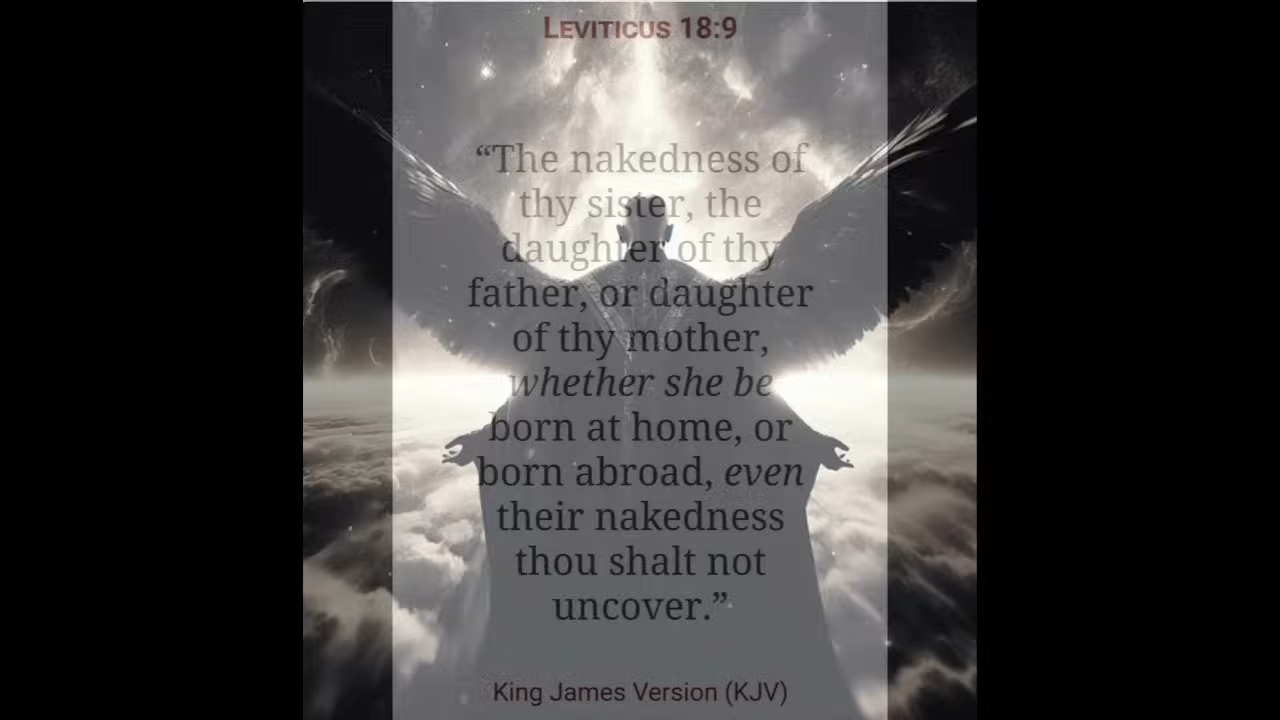 LEVITICUS 18:9
“The nakedness of
thy sister, the
daughter of thy
father, or daughter
of thy mother,
whether she be
born at home, or
born abroad, even
their nakedness
thou shalt not
uncover.”
King James Version (KJV)